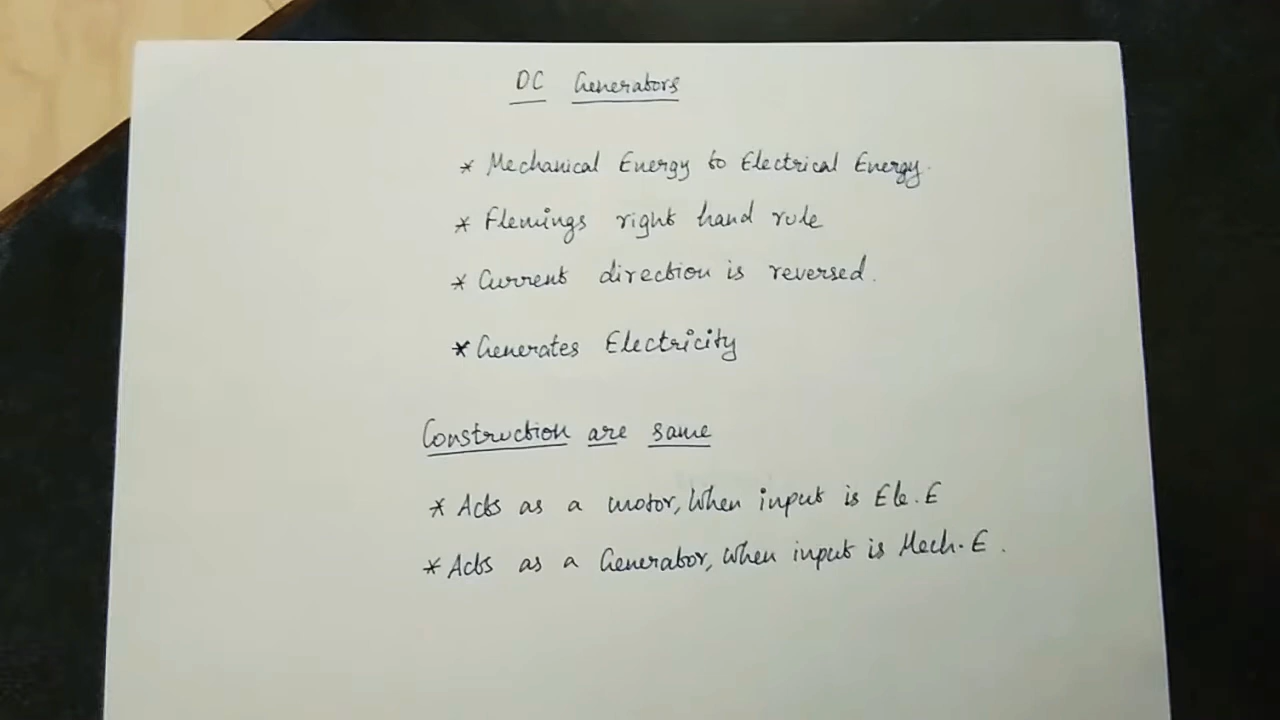 DC Generators
* Mechanical Energy to Electrical Energy.
* Flemings right hand rule
* Current direction is reversed.
* Generates Electricity
Construction are same
* Acts as a motor, When input is Ele.E
* Acts as a Generator, When input is Mech.E.